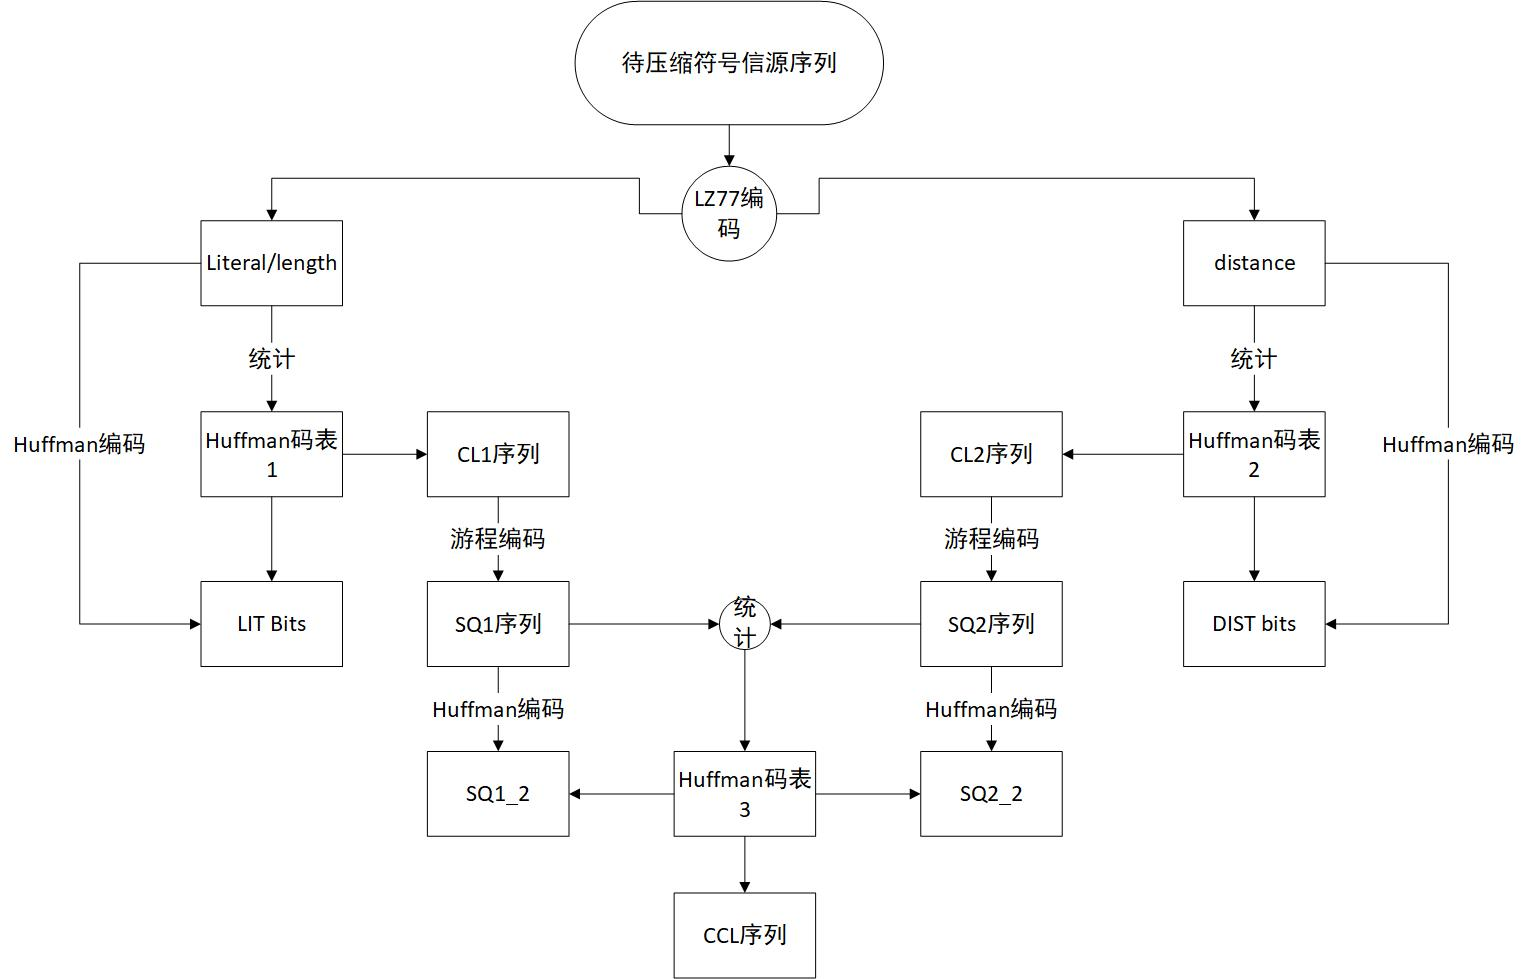 待压缩符号信源序列
LZ77编
码
Literal/length
distance
统计
统计
Huffman编码
Huffman码表
1
CL1序列
CL2序列
Huffman码表
2
Huffman编码
游程编码
游程编码
LIT Bits
SQ1序列
统
计
SQ2序列
DIST bits
Huffman编码
Huffman编码
SQ1_2
Huffman码表
3
SQ2_2
CCL序列